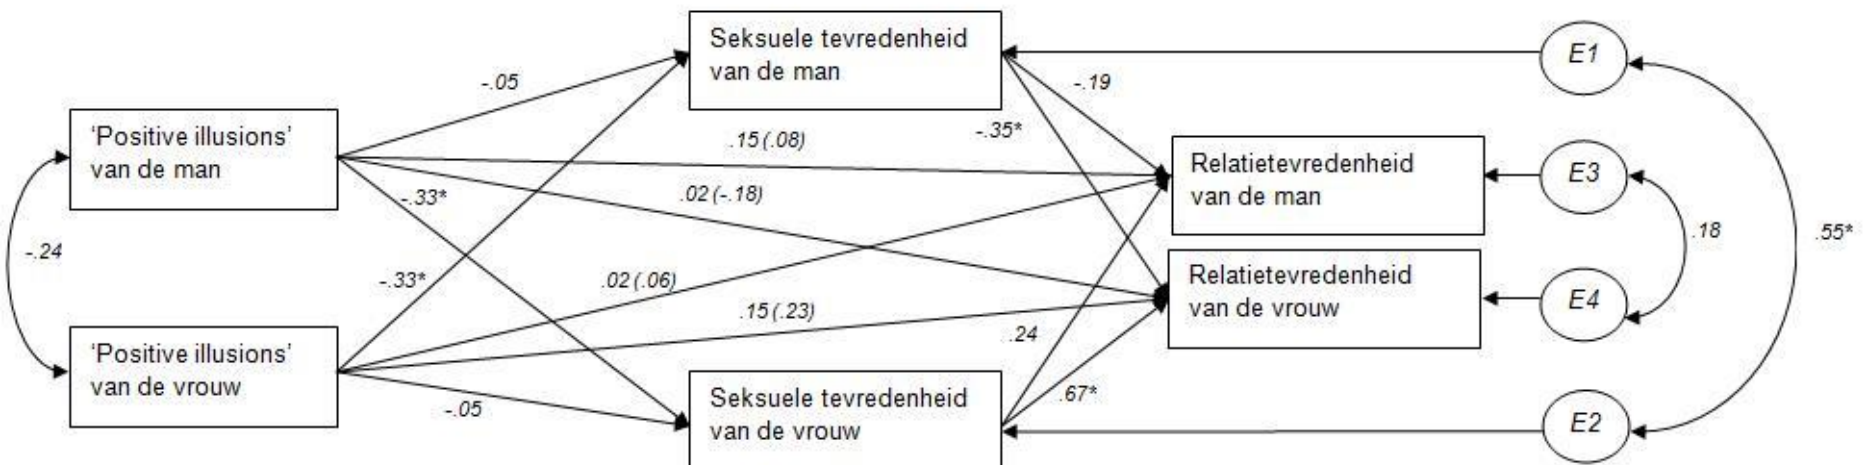 Seksuele tevredenheid
van de man
E1
-.05
-.19
'Positive illusions'
van de man
.15 (.08)
-.35*
Relatietevredenheid
van de man
E3
-.33*
.02 (-.18)
-.24
.18
.55*
-.33*
.02 (.06)
Relatietevredenheid
van de vrouw
E4
.15 (.23)
.24
'Positive illusions'
van de vrouw
-.05
Seksuele tevredenheid
van de vrouw
.67*
E2